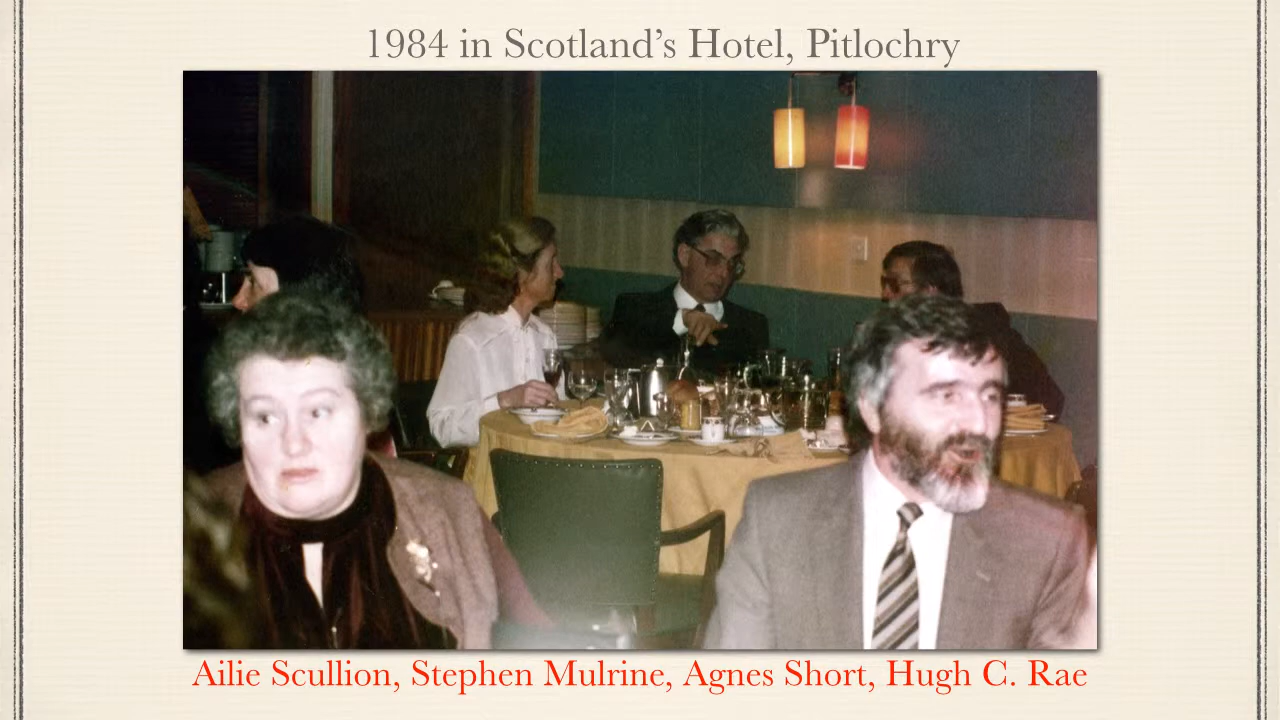 1984 in Scotland’s Hotel, Pitlochry
Ailie Scullion, Stephen Mulrine, Agnes Short, Hugh C. Rae